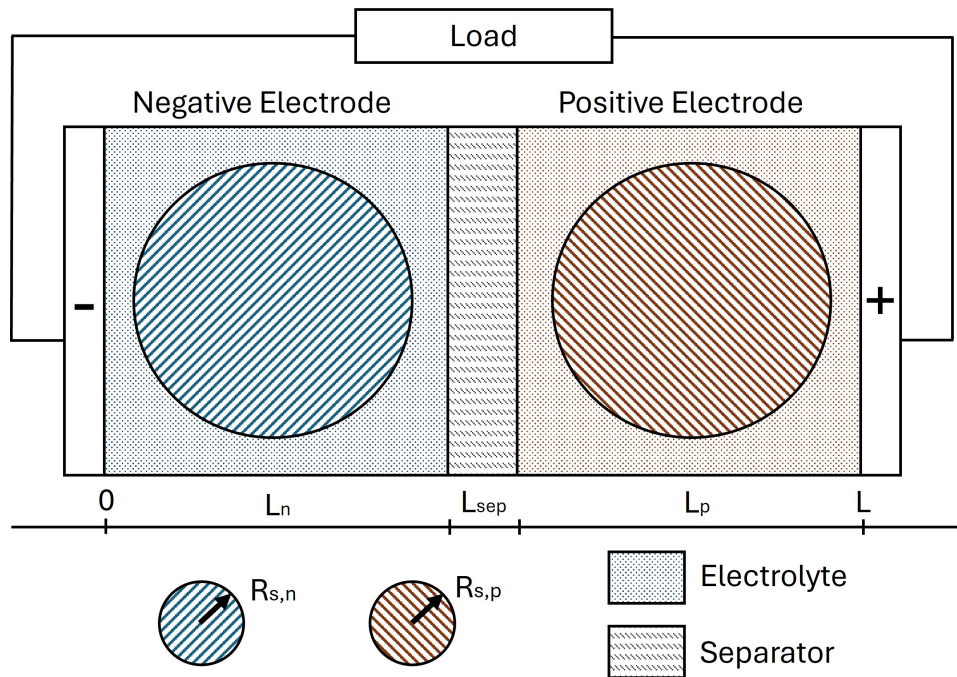 Load
Negative Electrode
Positive Electrode
-
+
0
Ln
Lsep
Lp
L
Rs,n
Rs,p
Electrolyte
Separator